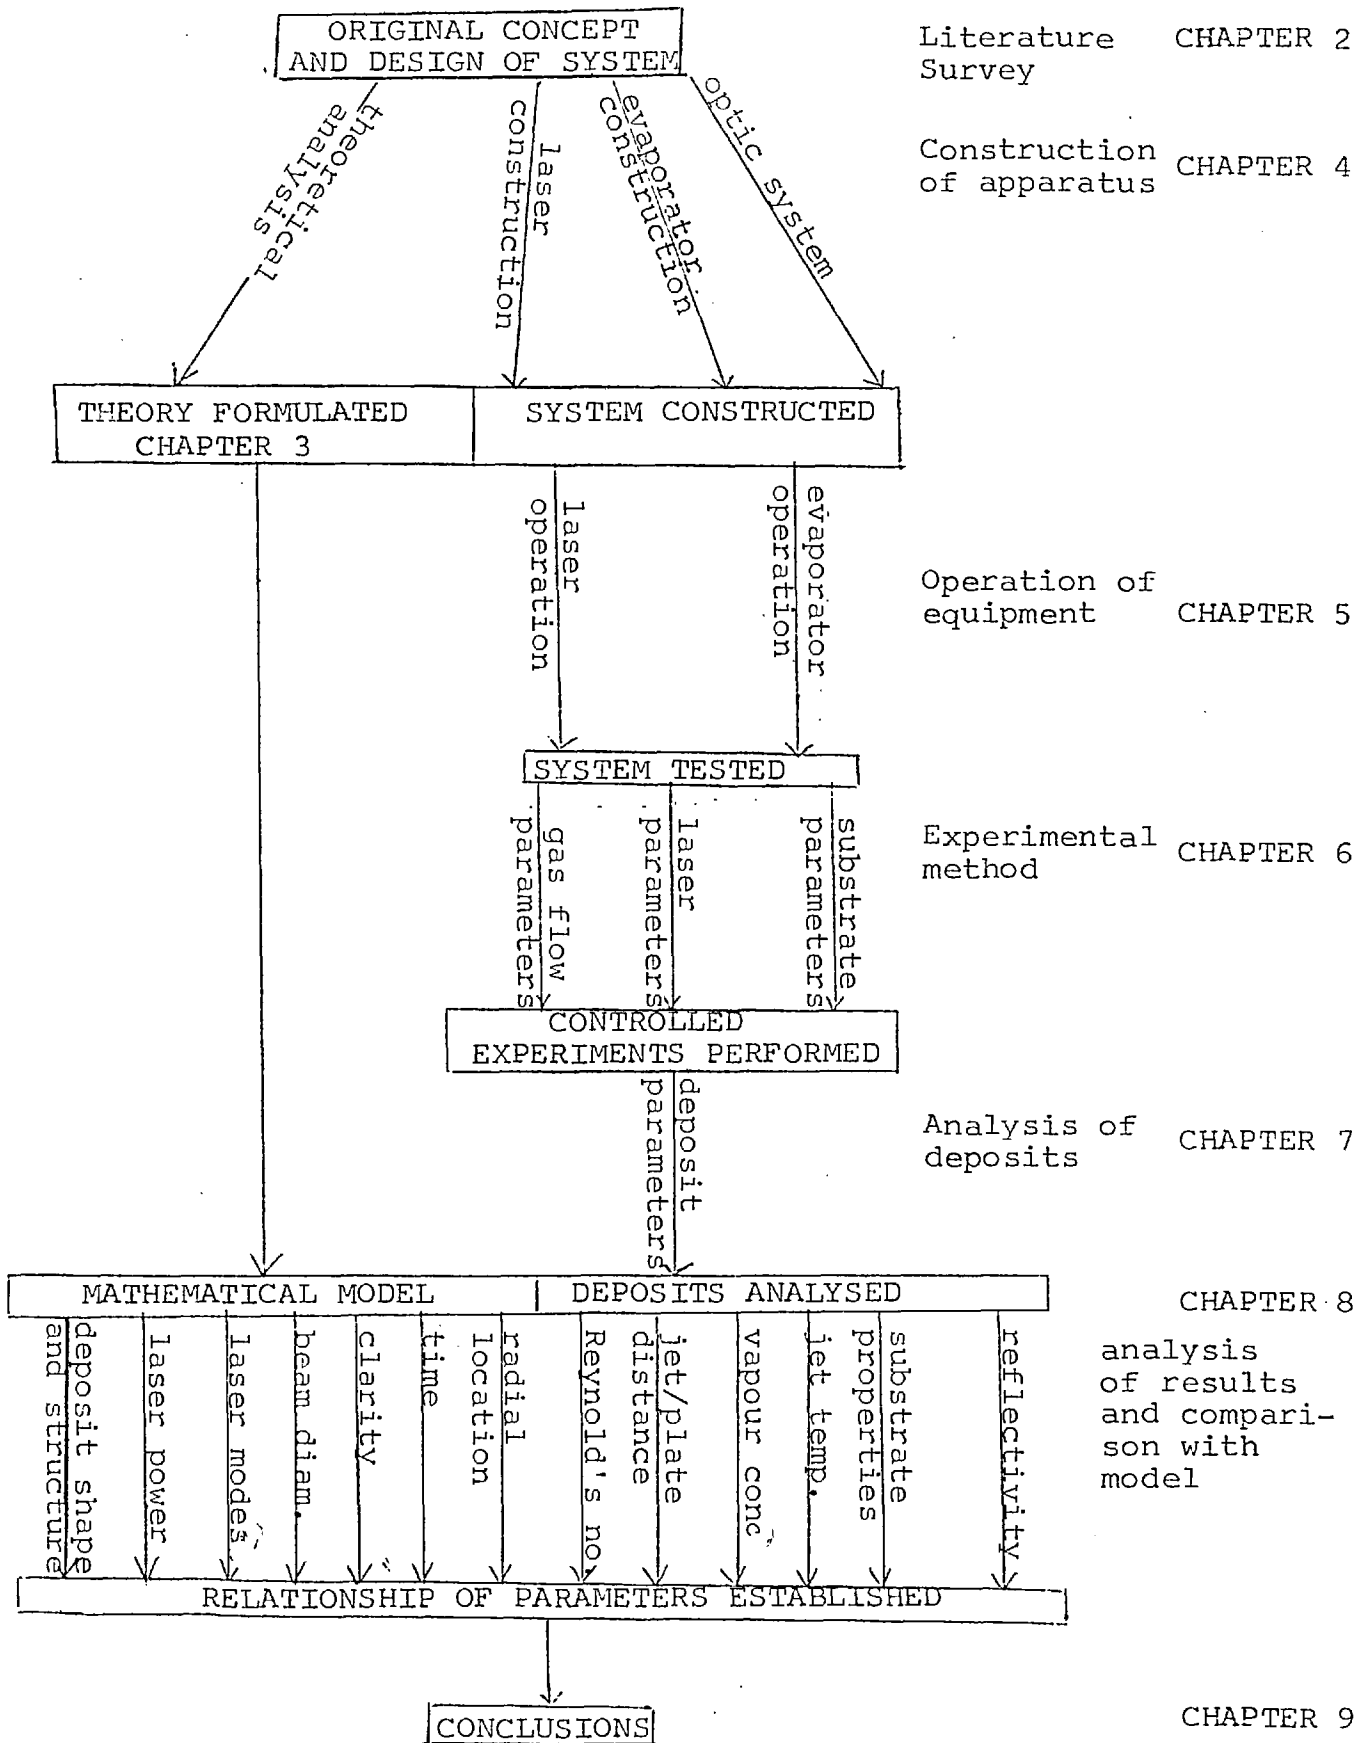 ORIGINAL CONCEPT
AND DESIGN OF SYSTEM
Literature
Survey
CHAPTER 2
theoretical
analysis
laser
construction
evaporator
construction
optic system
Construction
of apparatus
CHAPTER 4
THEORY FORMULATED
CHAPTER 3
SYSTEM CONSTRUCTED
laser
operation
evaporator
operation
Operation of
equipment
CHAPTER 5
SYSTEM TESTED
gas flow
parameters
laser
parameters
substrate
parameters
Experimental
method
CHAPTER 6
CONTROLLED
EXPERIMENTS PERFORMED
deposit
parameters
Analysis of
deposits
CHAPTER 7
MATHEMATICAL MODEL
DEPOSITS ANALYSED
CHAPTER 8
analysis
of results
and compari-
son with
model
deposit shape
and structure
laser power
laser modes
beam diam.
clarity
time
radial
location
Reynold's no.
jet/plate
distance
vapour conc
jet temp.
substrate
properties
reflectivity
RELATIONSHIP OF PARAMETERS ESTABLISHED
CONCLUSIONS
CHAPTER 9